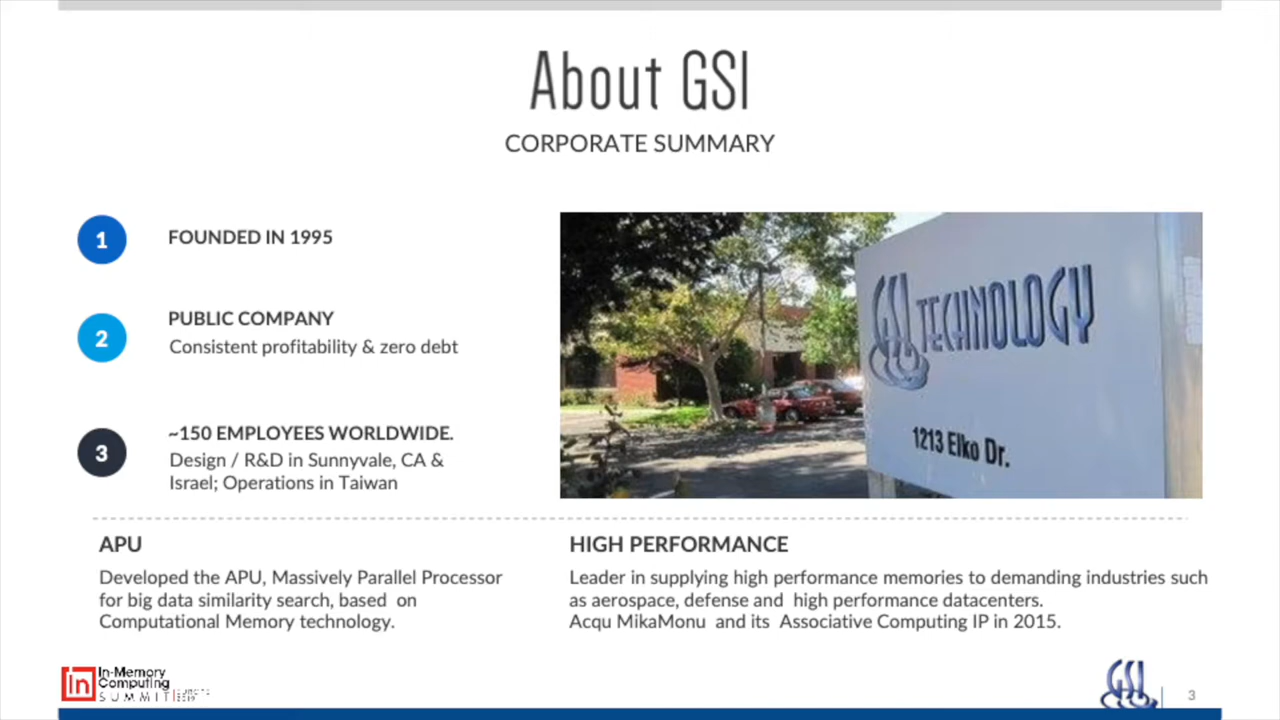 About GSI
CORPORATE SUMMARY
1
FOUNDED IN 1995
2
PUBLIC COMPANY
Consistent profitability & zero debt
3
~150 EMPLOYEES WORLDWIDE.
Design / R&D in Sunnyvale, CA &
Israel; Operations in Taiwan
GSI TECHNOLOGY
1213 Elko Dr.
APU
Developed the APU, Massively Parallel Processor
for big data similarity search, based on
Computational Memory technology.
HIGH PERFORMANCE
Leader in supplying high performance memories to demanding industries such
as aerospace, defense and high performance datacenters.
Acqu MikaMonu and its Associative Computing IP in 2015.
in
In-Memory
Computing
SUMMIT
GSI
3